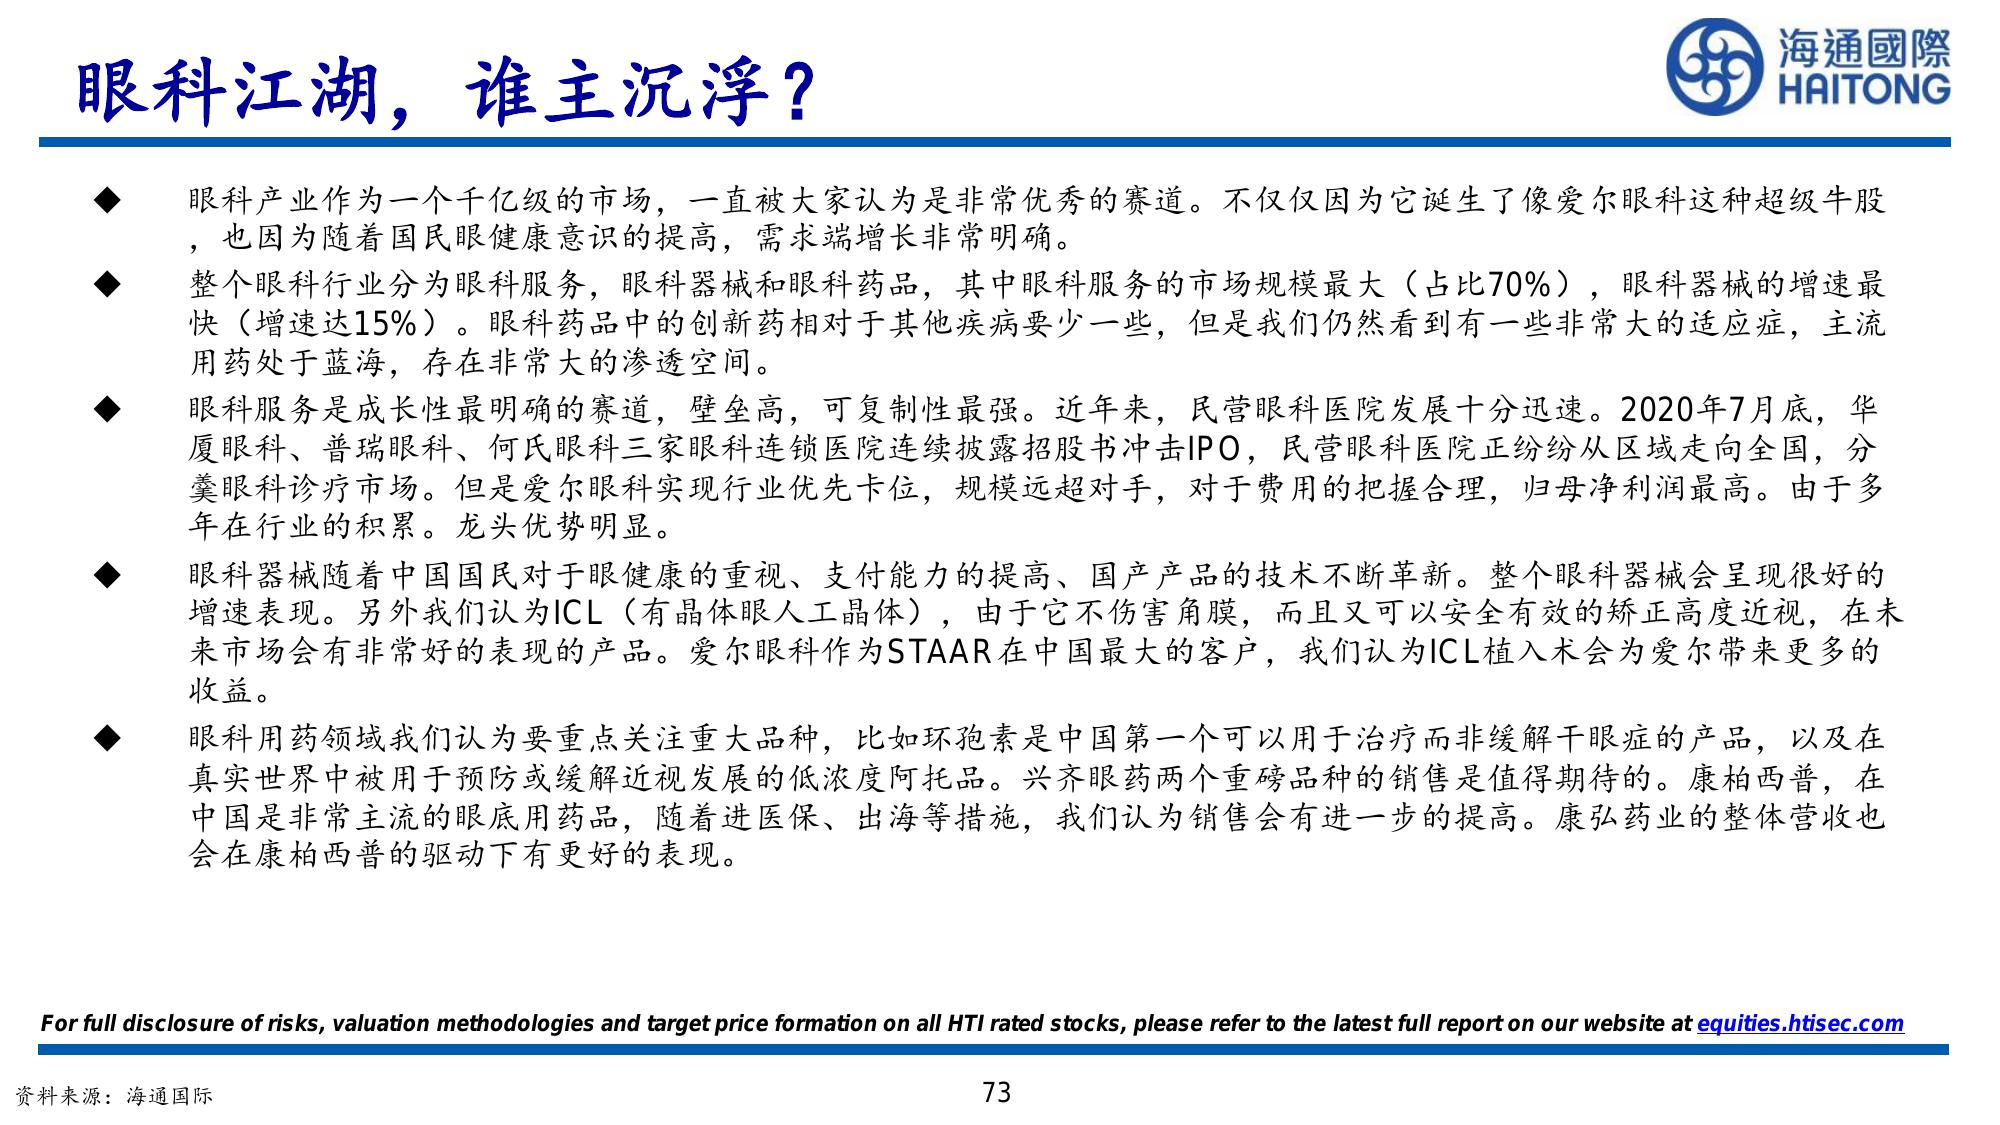 海通國際
HAITONG
眼科江湖，谁主沉浮？
◆ 眼科产业作为一个千亿级的市场，一直被大家认为是非常优秀的赛道。不仅仅因为它诞生了像爱尔眼科这种超级牛股
，也因为随着国民眼健康意识的提高，需求端增长非常明确。
◆ 整个眼科行业分为眼科服务，眼科器械和眼科药品，其中眼科服务的市场规模最大（占比70%），眼科器械的增速最
快（增速达15%）。眼科药品中的创新药相对于其他疾病要少一些，但是我们仍然看到有一些非常大的适应症，主流
用药处于蓝海，存在非常大的渗透空间。
◆ 眼科服务是成长性最明确的赛道，壁垒高，可复制性最强。近年来，民营眼科医院发展十分迅速。2020年7月底，华
厦眼科、普瑞眼科、何氏眼科三家眼科连锁医院连续披露招股书冲击IPO，民营眼科医院正纷纷从区域走向全国，分
羹眼科诊疗市场。但是爱尔眼科实现行业优先卡位，规模远超对手，对于费用的把握合理，归母净利润最高。由于多
年在行业的积累。龙头优势明显。
◆ 眼科器械随着中国国民对于眼健康的重视、支付能力的提高、国产产品的技术不断革新。整个眼科器械会呈现很好的
增速表现。另外我们认为ICL（有晶体眼人工晶体），由于它不伤害角膜，而且又可以安全有效的矫正高度近视，在未
来市场会有非常好的表现的产品。爱尔眼科作为STAAR在中国最大的客户，我们认为ICL植入术会为爱尔带来更多的
收益。
◆ 眼科用药领域我们认为要重点关注重大品种，比如环孢素是中国第一个可以用于治疗而非缓解干眼症的产品，以及在
真实世界中被用于预防或缓解近视发展的低浓度阿托品。兴齐眼药两个重磅品种的销售是值得期待的。康柏西普，在
中国是非常主流的眼底用药品，随着进医保、出海等措施，我们认为销售会有进一步的提高。康弘药业的整体营收也
会在康柏西普的驱动下有更好的表现。
For full disclosure of risks, valuation methodologies and target price formation on all HTI rated stocks, please refer to the latest full report on our website at equities.htisec.com
资料来源：海通国际
73